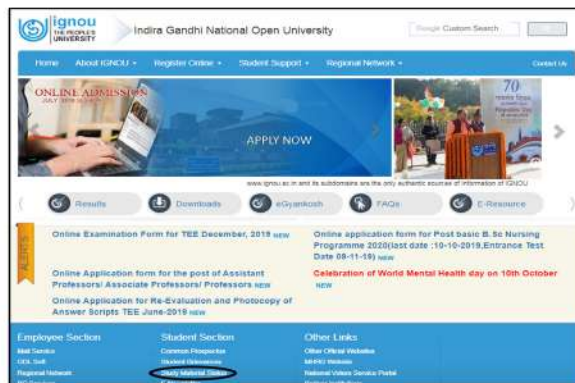 ignou
THE PEOPLE'S
UNIVERSITY
Indira Gandhi National Open University
Google Custom Search
Home About IGNOU Register Online Student Support Regional Network Contact Us
ONLINE ADMISSION
APPLY NOW
70
www.ignou.ac.in and its subdomains are the only authentic sources of information of IGNOU
Results Downloads eGyankosh FAQs E-Resource
ALERTS
Online Examination Form for TEE December, 2019 NEW
Online application form for Post basic B.Sc Nursing
Programme 2020(last date :10-10-2019,Entrance Test
Date 08-11-19) NEW
Online Application form for the post of Assistant
Professors/ Associate Professors/ Professors NEW
Celebration of World Mental Health day on 10th October
NEW
Online Application for Re-Evaluation and Photocopy of
Answer Scripts TEE June-2019 NEW
Employee Section Student Section Other Links
Mail Service Common Prospectus Other Official Websites
Student Grievances MHRD Website
Regional Network Study Material Status National Voters Service Portal